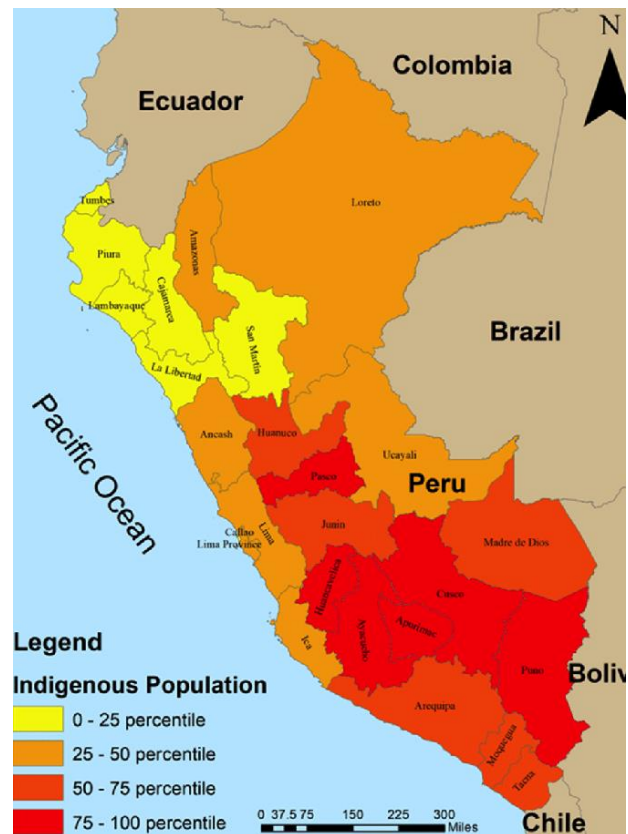 N
Colombia
Ecuador
Tumbes
Loreto
Amazonas
Piura
Cajamarca
Lambayaque
Brazil
San Martin
La Libertad
Pacific Ocean
Ancash
Huanuco
Ucayali
Pasco
Peru
Callao
Lima
Lima Province
Junin
Madre de Dios
Huancavelica
Cusco
Ayacucho
Apurimac
Ica
Puno
Boliv
Arequipa
Moquegua
Tacna
Chile
Legend
Indigenous Population
0 - 25 percentile
25 - 50 percentile
50 - 75 percentile
75 - 100 percentile
0 37.5 75 150 225 300
Miles